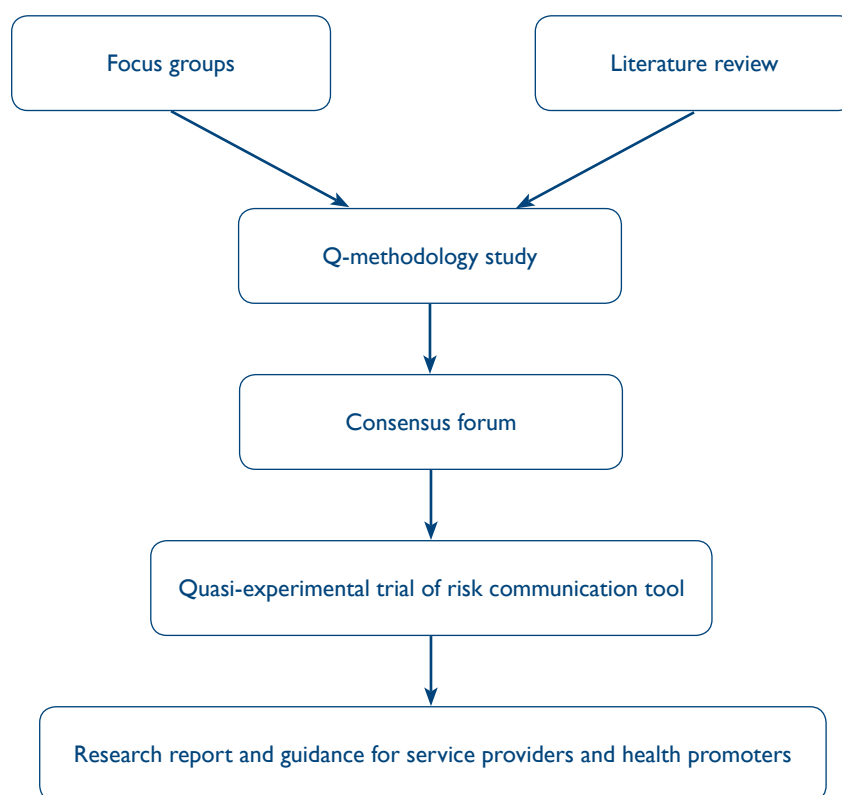 Focus groups
Literature review
Q-methodology study
Consensus forum
Quasi-experimental trial of risk communication tool
Research report and guidance for service providers and health promoters